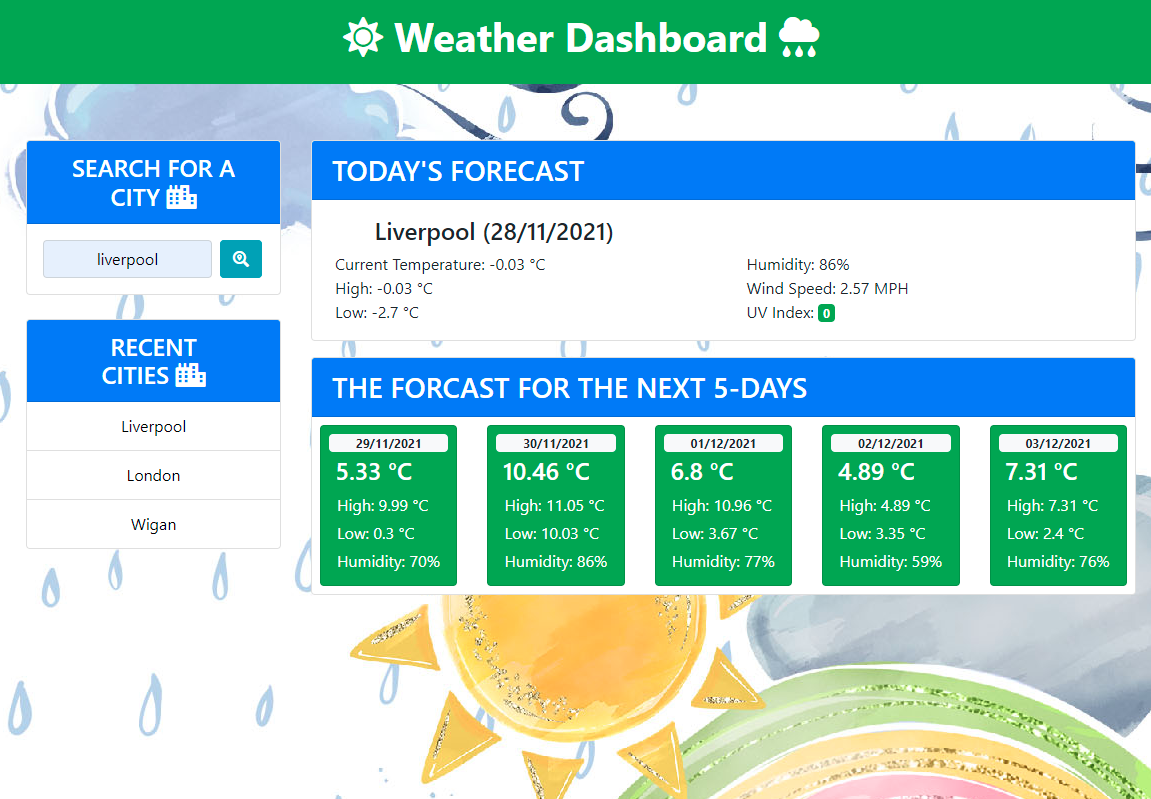 Weather Dashboard
SEARCH FOR A
CITY
liverpool
RECENT
CITIES
Liverpool
London
Wigan
TODAY'S FORECAST
Liverpool (28/11/2021)
Current Temperature: -0.03 °C
High: -0.03 °C
Low: -2.7 °C
Humidity: 86%
Wind Speed: 2.57 MPH
UV Index: 0
THE FORCAST FOR THE NEXT 5-DAYS
29/11/2021
5.33 °C
High: 9.99 °C
Low: 0.3 °C
Humidity: 70%
30/11/2021
10.46 °C
High: 11.05 °C
Low: 10.03 °C
Humidity: 86%
01/12/2021
6.8 °C
High: 10.96 °C
Low: 3.67 °C
Humidity: 77%
02/12/2021
4.89 °C
High: 4.89 °C
Low: 3.35 °C
Humidity: 59%
03/12/2021
7.31 °C
High: 7.31 °C
Low: 2.4 °C
Humidity: 76%